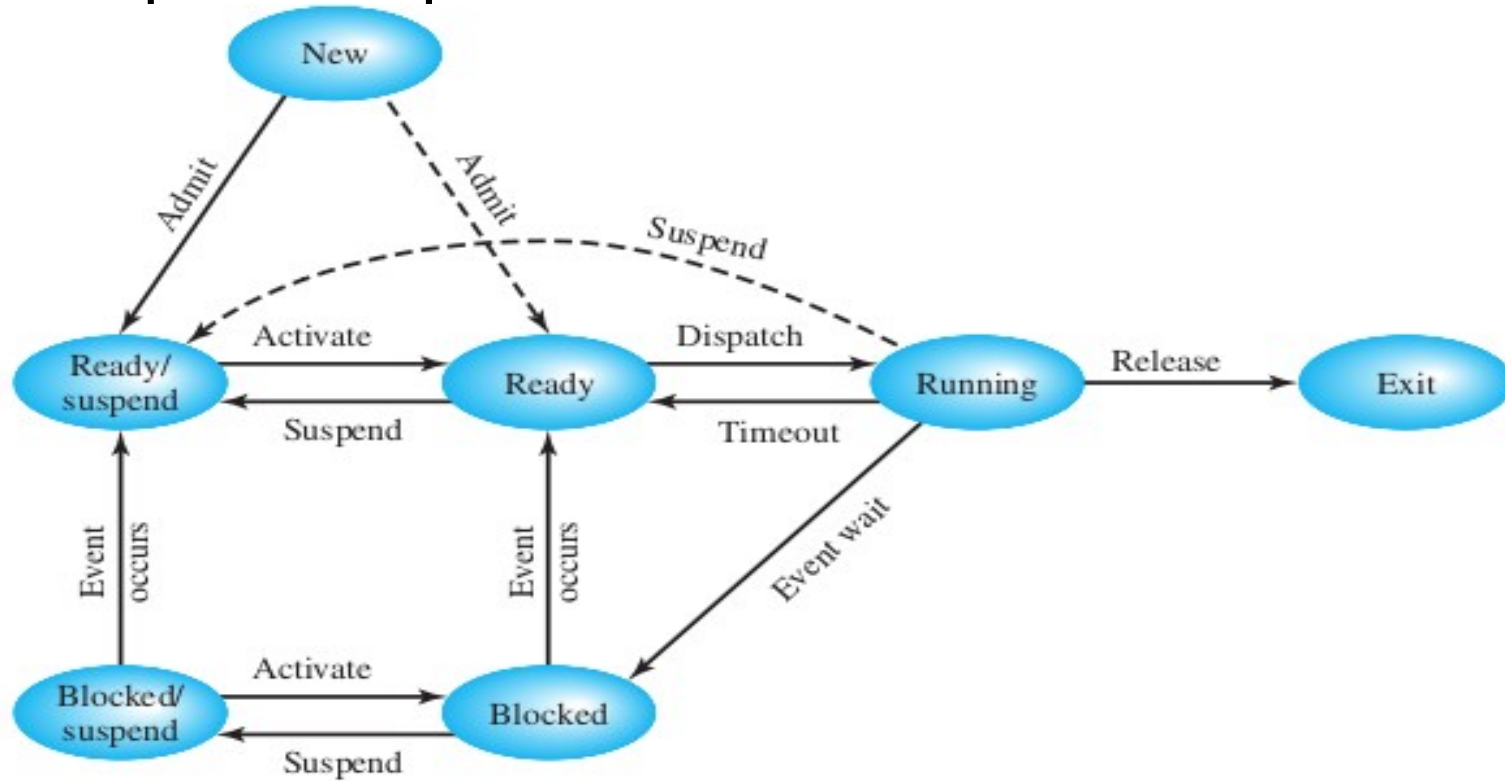 New
Admit
Admit
Suspend
Activate
Dispatch
Release
Ready/
suspend
Ready
Running
Exit
Suspend
Timeout
Event
occurs
Event
occurs
Event wait
Activate
Blocked/
suspend
Blocked
Suspend